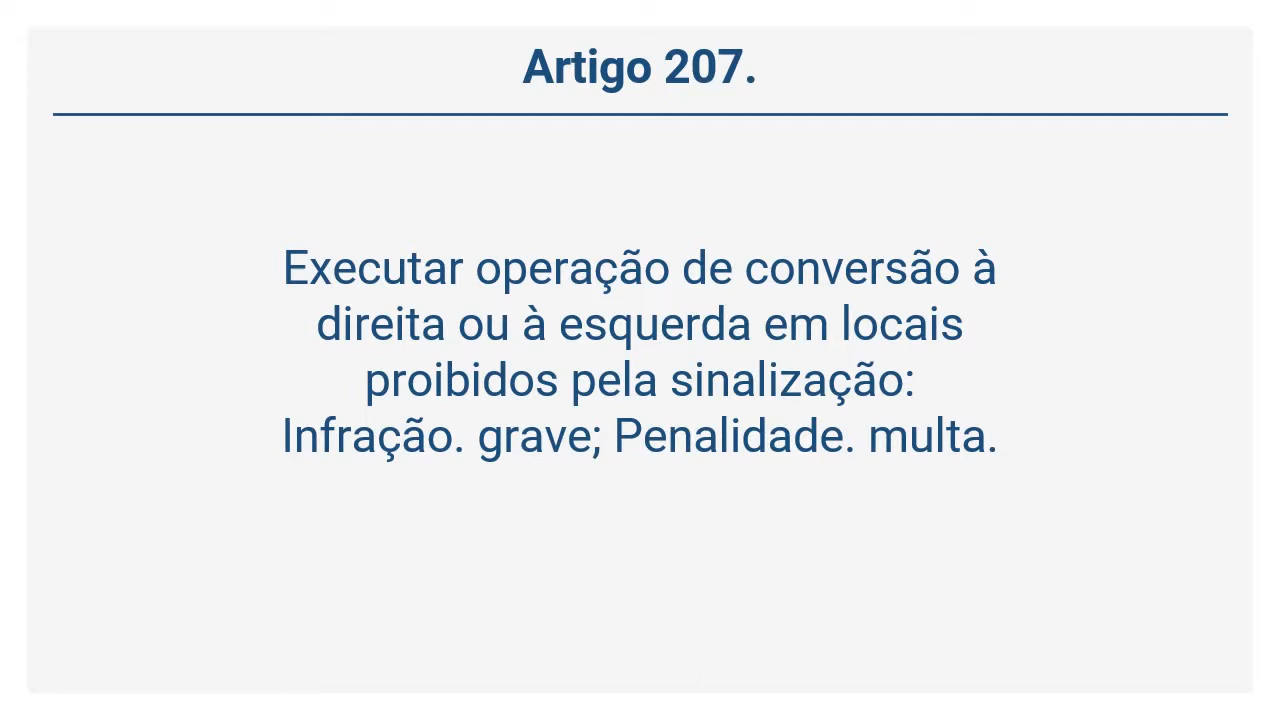 Artigo 207.
Executar operação de conversão à
direita ou à esquerda em locais
proibidos pela sinalização:
Infração. grave; Penalidade. multa.